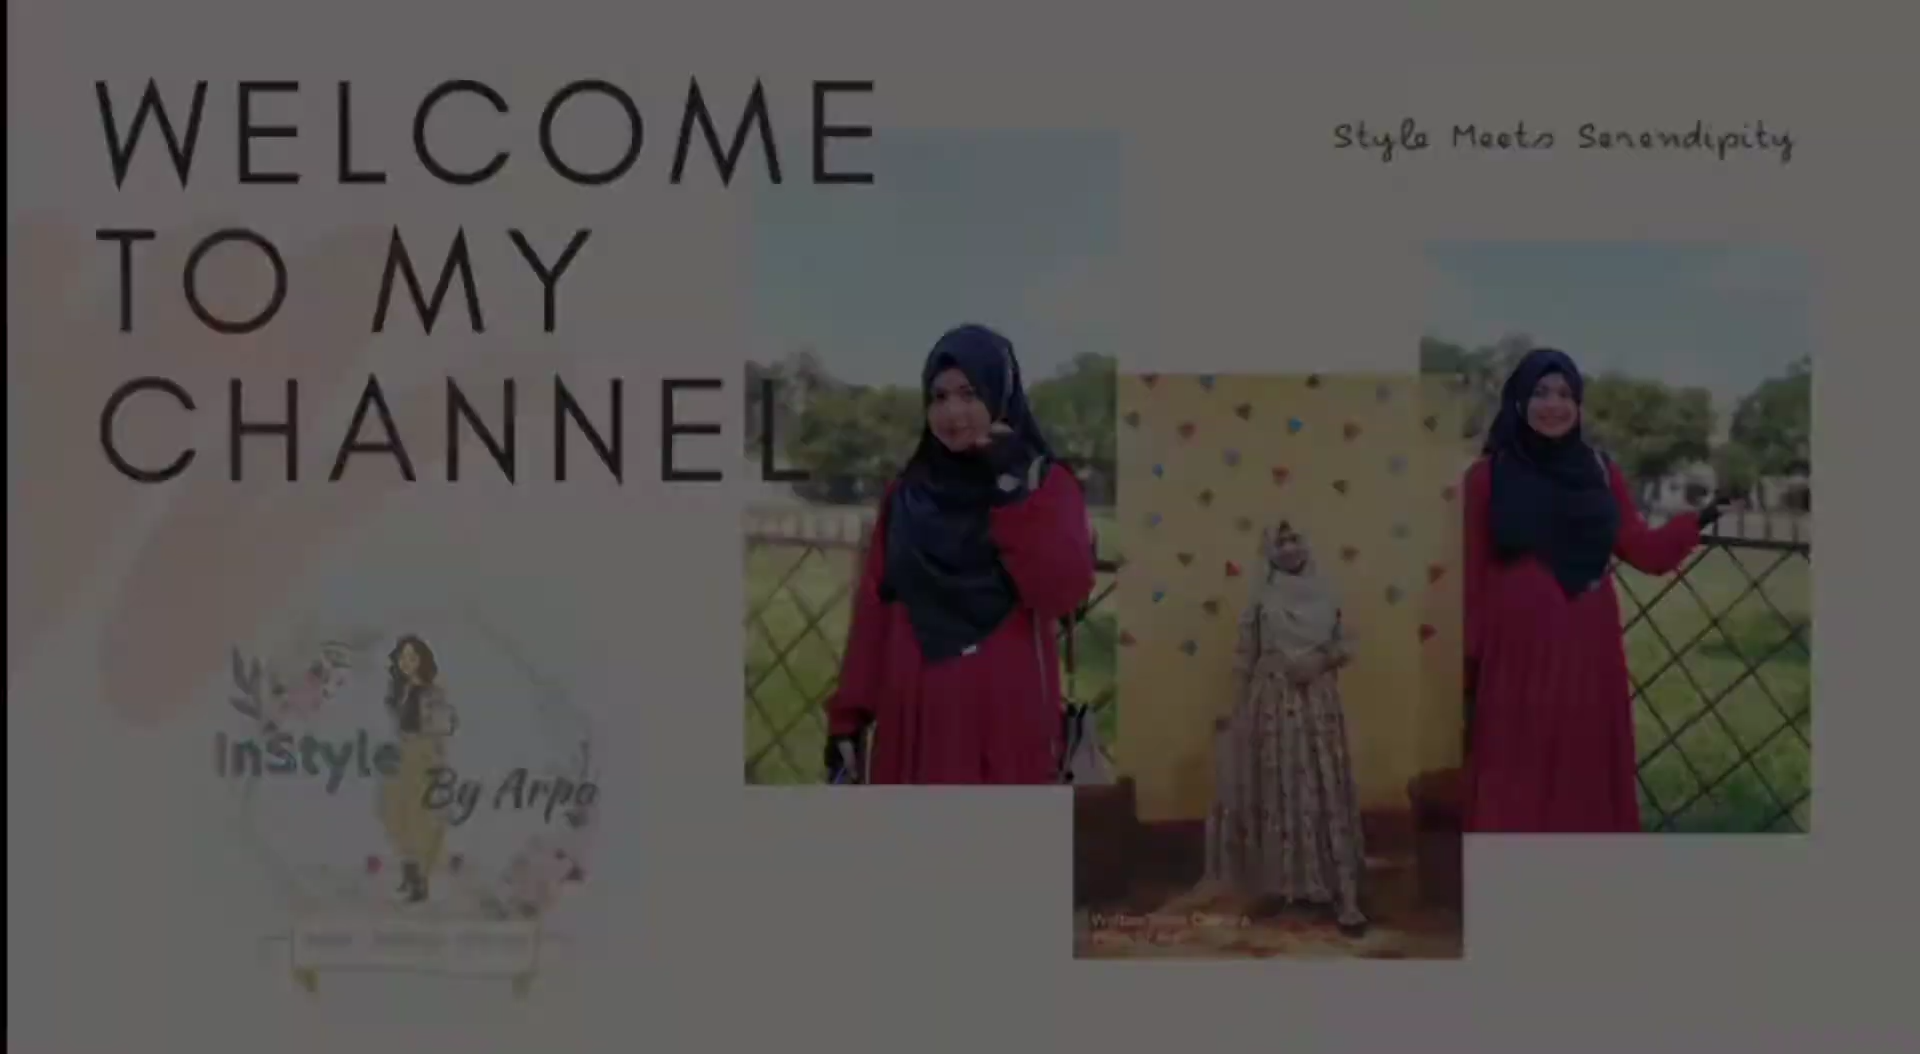 WELCOME
TO MY
CHANNEL
Style Meets Serendipity
InStyle
By Arpa